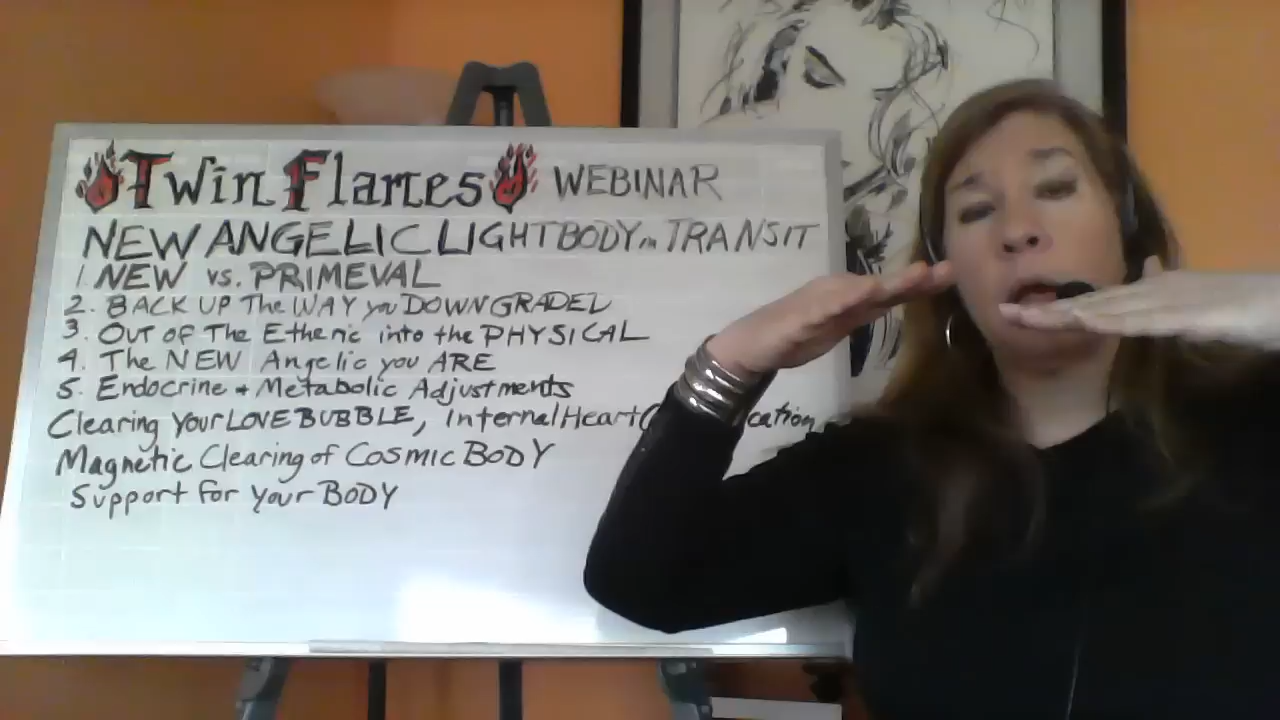 Twin Flames WEBINAR
NEW ANGELIC LIGHTBODY in TRANSIT
1. NEW vs. PRIMEVAL
2. BACK UP The WAY you DOWNGRADED
3. OUT of The Etheric into the PHYSICAL
4. The NEW Angelic you ARE
5. Endocrine + Metabolic Adjustments
Clearing Your LOVE BUBBLE, Internal Heart
Magnetic Clearing of COSMIC BODY
Support for Your BODY